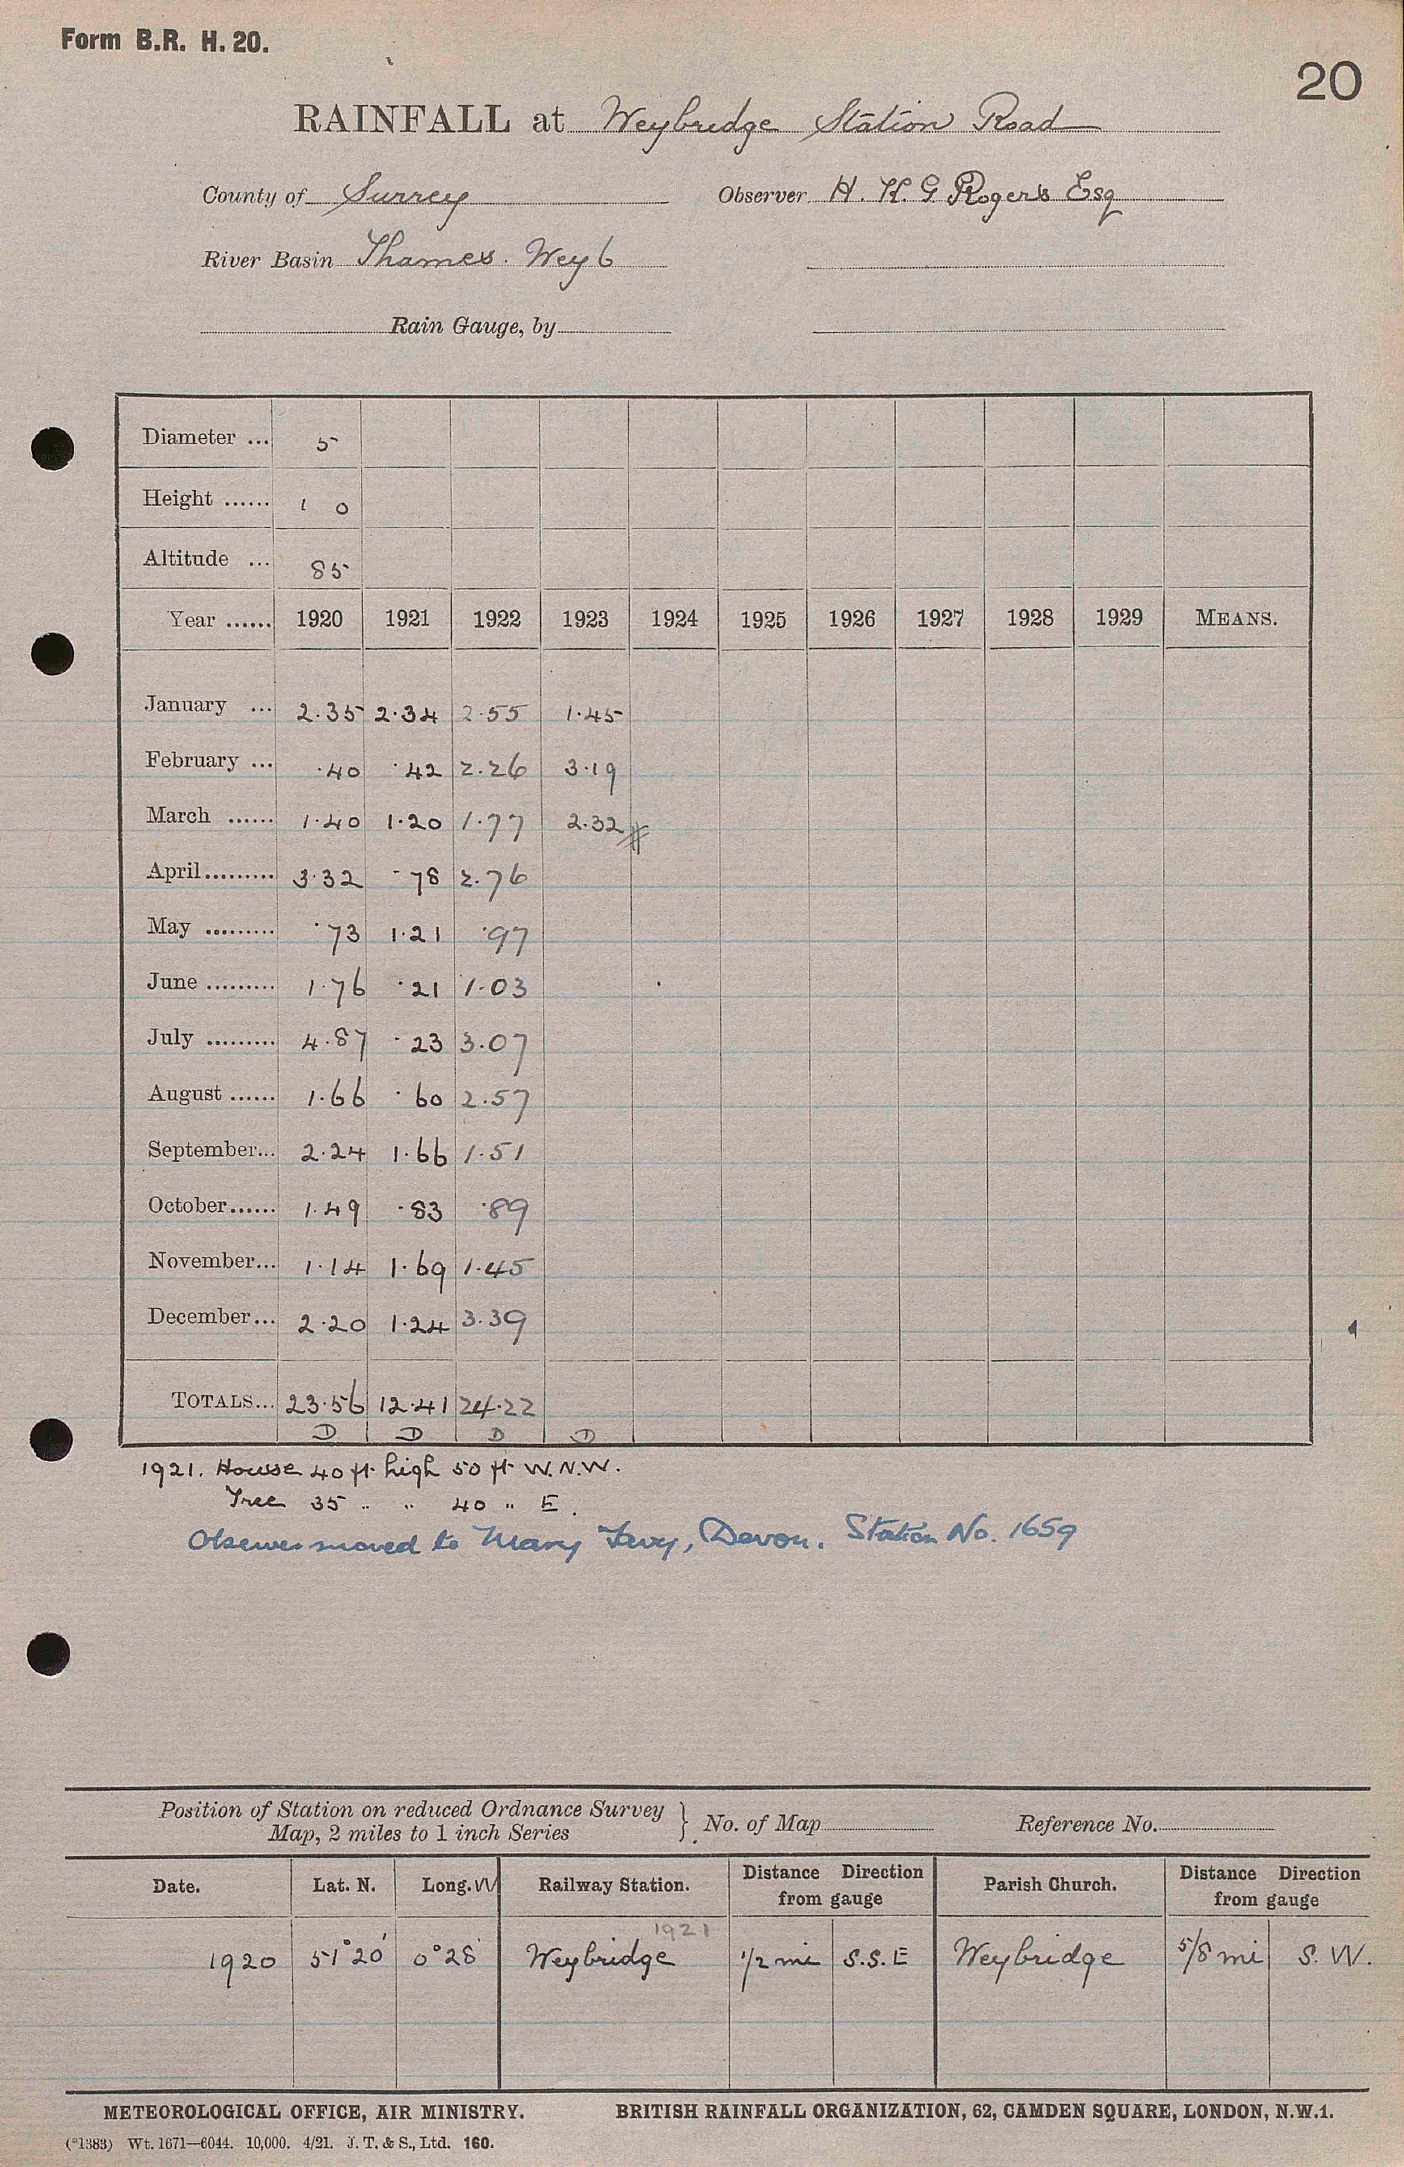 Form B.R. H. 20.
20
RAINFALL at Weybridge Station Road
County of Surrey Observer H. K. G Rogers Esq
River Basin Thames. Wey 6
Rain Gauge, by
Diameter ... 5
Height ...... 1 0
Altitude ... 85
Year ...... 1920 1921 1922 1923 1924 1925 1926 1927 1928 1929 MEANS.
January ... 2.35 2.34 2.55 1.45
February ... .40 .42 2.26 3.19
March ...... 1.40 1.20 1.77 2.32
April......... 3.32 .78 2.76
May ......... .73 1.21 .97
June ......... 1.76 .21 1.03
July ......... 4.87 .23 3.07
August ...... 1.66 .60 2.57
September... 2.24 1.66 1.51
October...... 1.49 .83 .89
November... 1.14 1.69 1.45
December... 2.20 1.24 3.39
TOTALS... 23.56 12.41 24.22
D D D D
1921. House 40 ft high 50 ft W.N.W.
Tree 35 " " 40 " E.
Observer moved to Mary Tavy, Devon. Station No. 1659
Position of Station on reduced Ordnance Survey
Map, 2 miles to 1 inch Series } No. of Map Reference No.
Date. Lat. N. Long. W Railway Station. Distance Direction from gauge Parish Church. Distance Direction from gauge
1921
1920 51°20' 0°28' Weybridge 1/2 mi S.S.E Weybridge 5/8 mi S. W.
METEOROLOGICAL OFFICE, AIR MINISTRY. BRITISH RAINFALL ORGANIZATION, 62, CAMDEN SQUARE, LONDON, N.W.1.
(*1383) Wt. 1671—6044. 10,000. 4/21. J. T. & S., Ltd. 160.